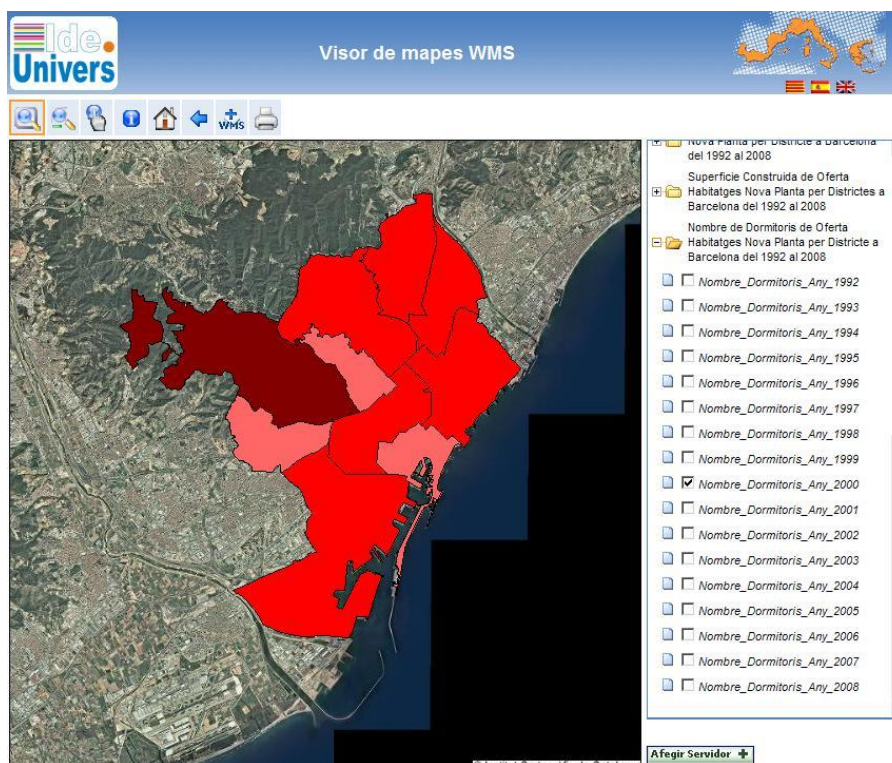 Ide
Univers
Visor de mapes WMS
WMS
Nova Planta per Districte a Barcelona
del 1992 al 2008
Superficie Construida de Oferta
Habitatges Nova Planta per Districtes a
Barcelona del 1992 al 2008
Nombre de Dormitoris de Oferta
Habitatges Nova Planta per Districte a
Barcelona del 1992 al 2008
Nombre_Dormitoris_Any_1992
Nombre_Dormitoris_Any_1993
Nombre_Dormitoris_Any_1994
Nombre_Dormitoris_Any_1995
Nombre_Dormitoris_Any_1996
Nombre_Dormitoris_Any_1997
Nombre_Dormitoris_Any_1998
Nombre_Dormitoris_Any_1999
Nombre_Dormitoris_Any_2000
Nombre_Dormitoris_Any_2001
Nombre_Dormitoris_Any_2002
Nombre_Dormitoris_Any_2003
Nombre_Dormitoris_Any_2004
Nombre_Dormitoris_Any_2005
Nombre_Dormitoris_Any_2006
Nombre_Dormitoris_Any_2007
Nombre_Dormitoris_Any_2008
Afegir Servidor +